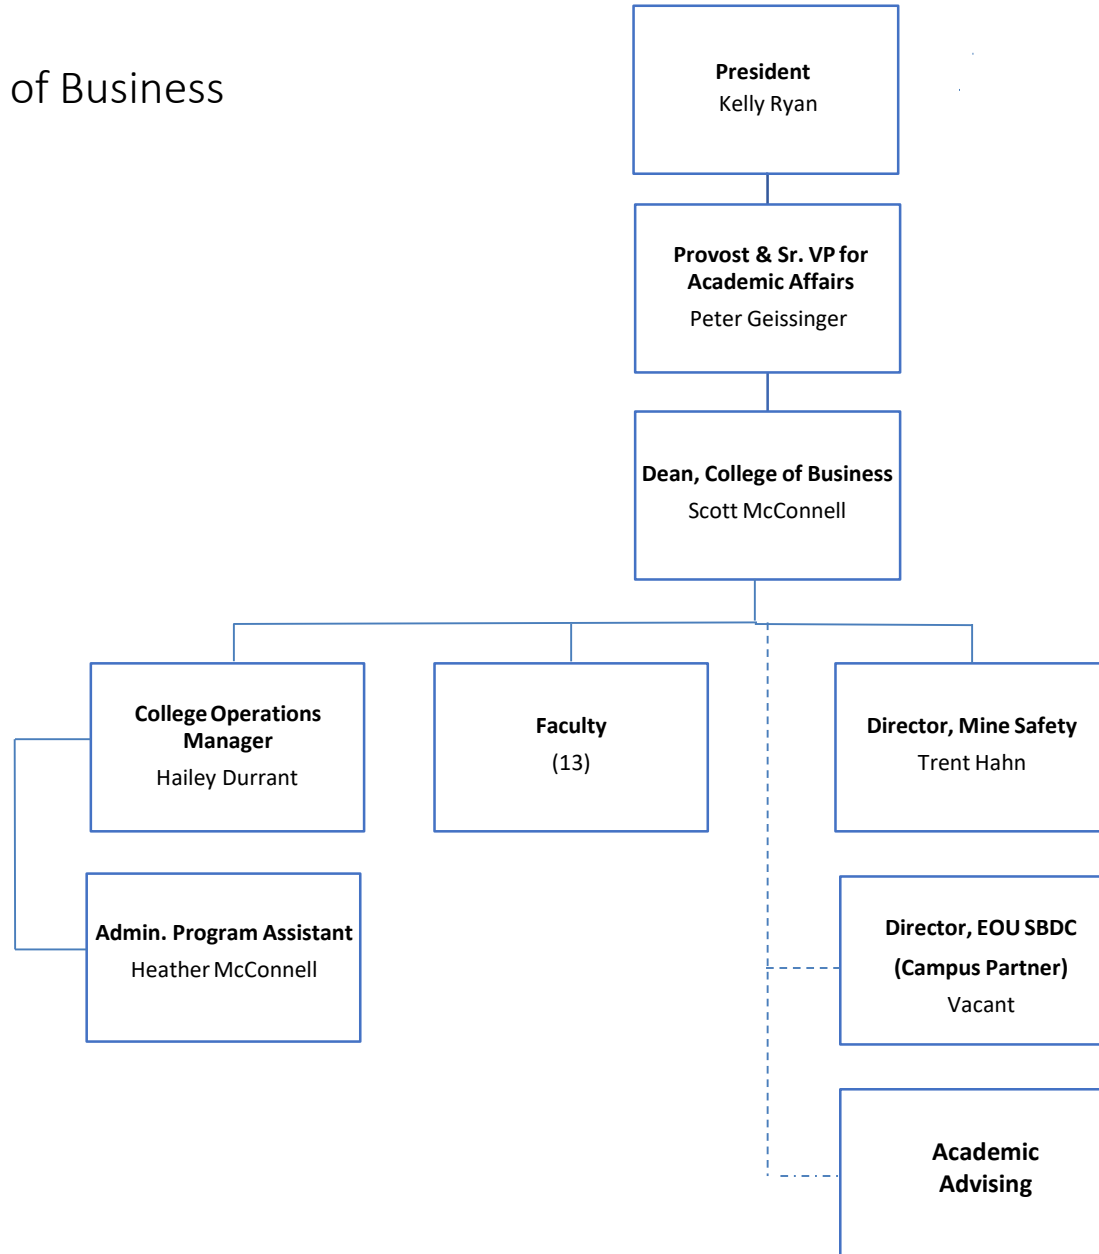 of Business
President
Kelly Ryan
Provost & Sr. VP for
Academic Affairs
Peter Geissinger
Dean, College of Business
Scott McConnell
College Operations
Manager
Hailey Durrant
Faculty
(13)
Director, Mine Safety
Trent Hahn
Admin. Program Assistant
Heather McConnell
Director, EOU SBDC
(Campus Partner)
Vacant
Academic
Advising